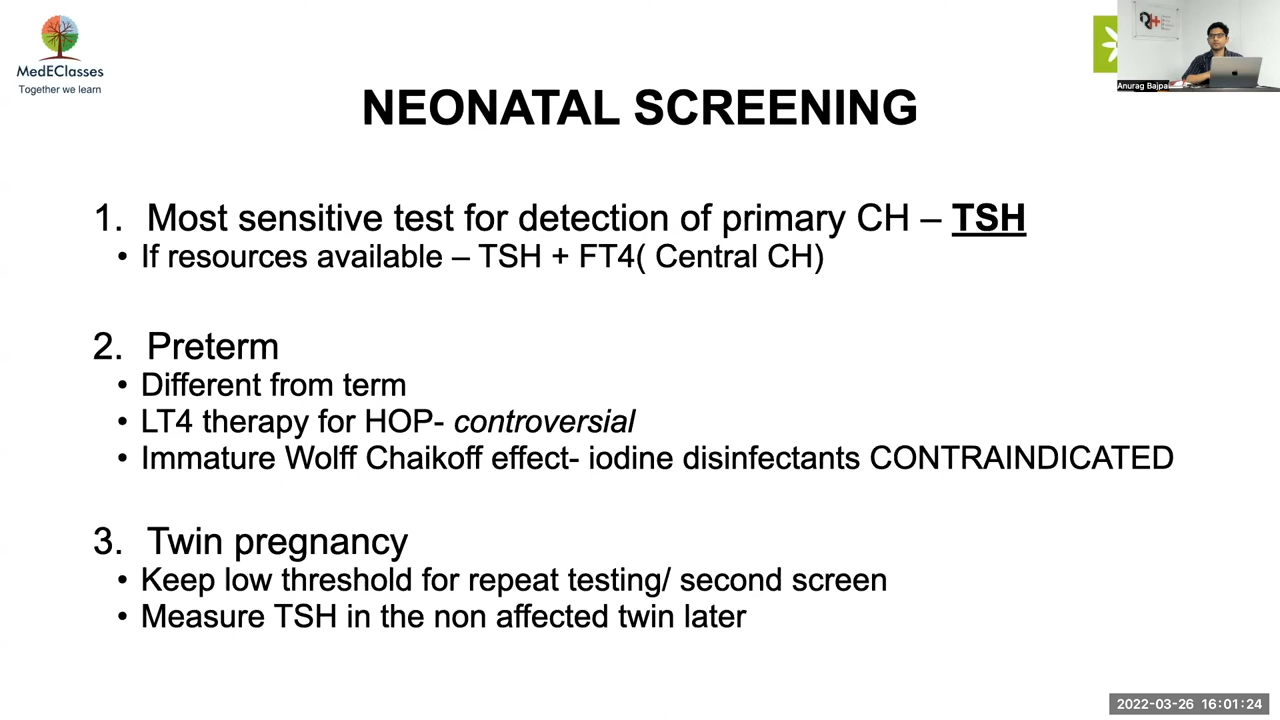 MedEClasses
Together we learn
Anurag Bajpai
NEONATAL SCREENING
1. Most sensitive test for detection of primary CH – TSH
• If resources available – TSH + FT4( Central CH)
2. Preterm
• Different from term
• LT4 therapy for HOP- controversial
• Immature Wolff Chaikoff effect- iodine disinfectants CONTRAINDICATED
3. Twin pregnancy
• Keep low threshold for repeat testing/ second screen
• Measure TSH in the non affected twin later
2022-03-26 16:01:24